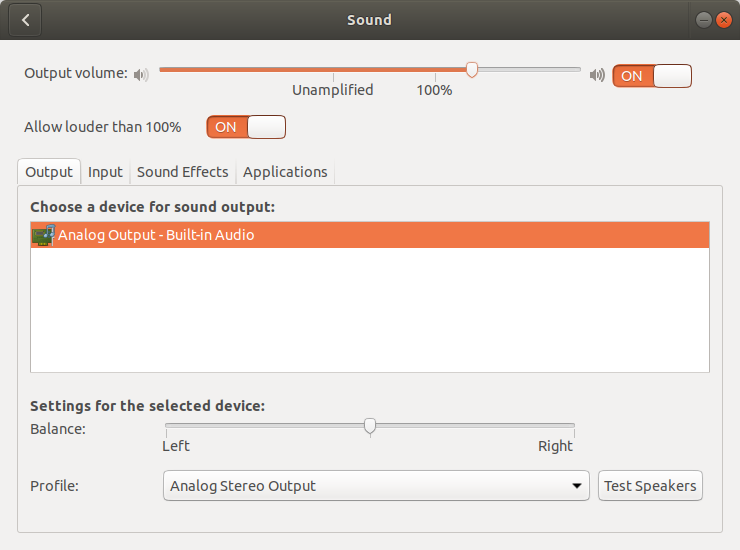 Sound
Output volume:
ON
Unamplified 100%
Allow louder than 100% ON
Output Input Sound Effects Applications
Choose a device for sound output:
Analog Output - Built-in Audio
Settings for the selected device:
Balance:
Left Right
Profile: Analog Stereo Output Test Speakers